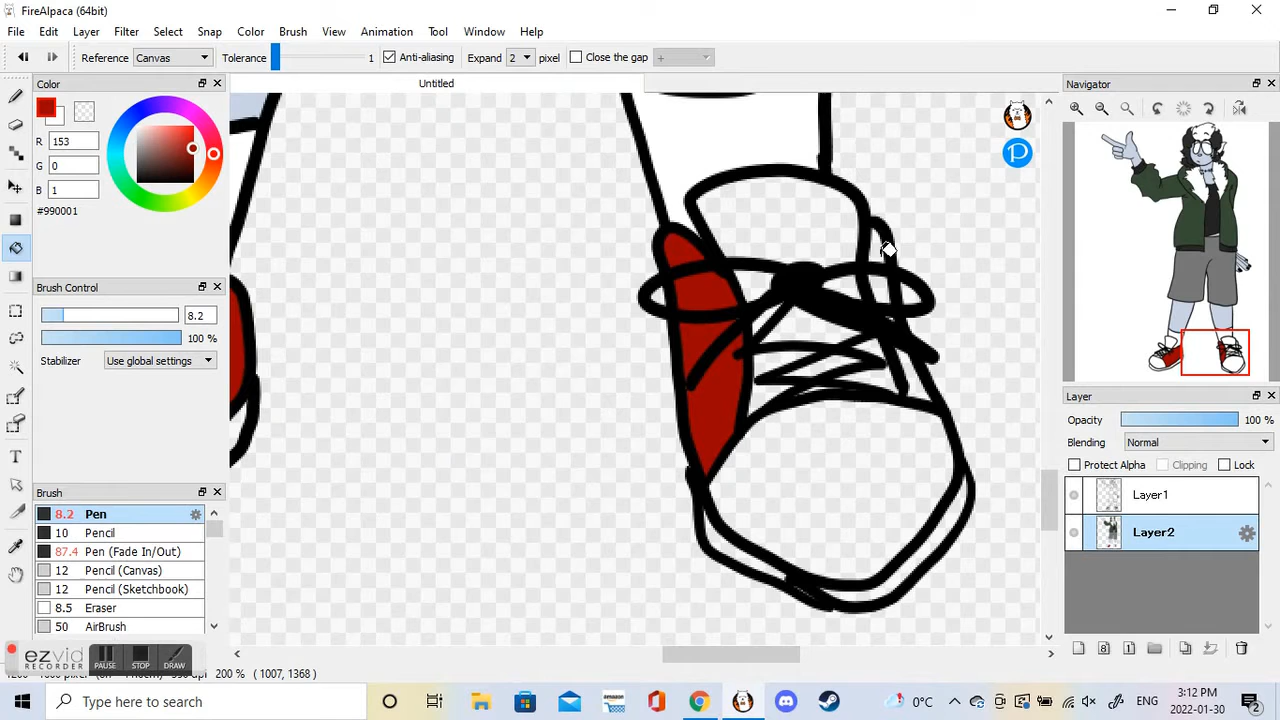 FireAlpaca (64bit)
File Edit Layer Filter Select Snap Color Brush View Animation Tool Window Help
Reference Canvas Tolerance 1 Anti-aliasing Expand 2 pixel Close the gap +
Color
Untitled
Navigator
R 153
G 0
B 1
#990001
Brush Control
8.2
100 %
Stabilizer Use global settings
Brush
8.2 Pen
10 Pencil
87.4 Pen (Fade In/Out)
12 Pencil (Canvas)
12 Pencil (Sketchbook)
8.5 Eraser
50 AirBrush
Layer
Opacity 100 %
Blending Normal
Protect Alpha Clipping Lock
Layer1
Layer2
ezvid
RECORDER
PAUSE STOP DRAW
200 % (1007, 1368)
Type here to search
0°C
ENG
3:12 PM
2022-01-30
2